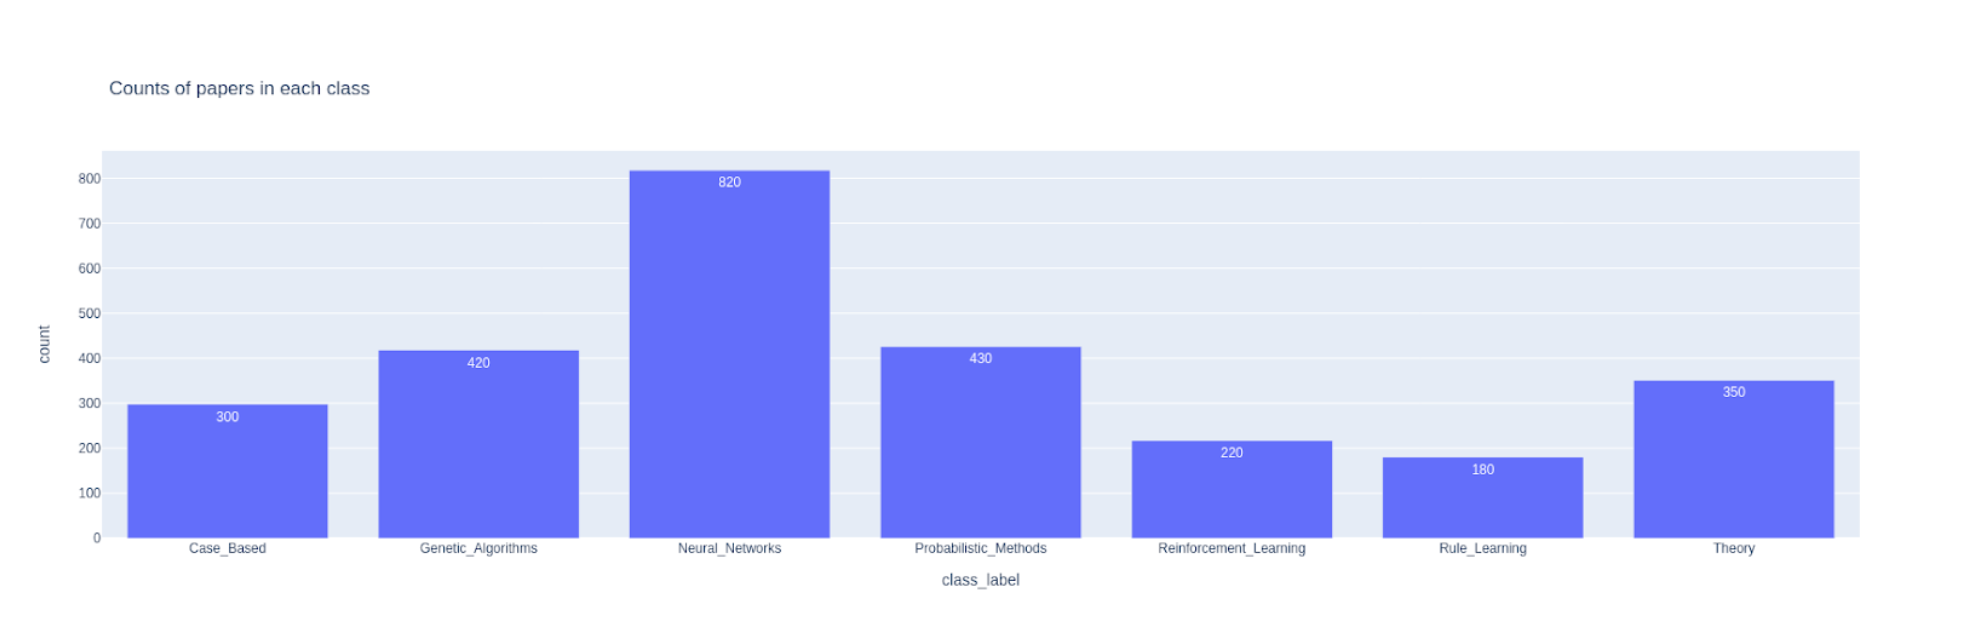 Counts of papers in each class
800
700
600
500
400
300
200
100
0
count
300
420
820
430
220
180
350
Case_Based
Genetic_Algorithms
Neural_Networks
Probabilistic_Methods
Reinforcement_Learning
Rule_Learning
Theory
class_label